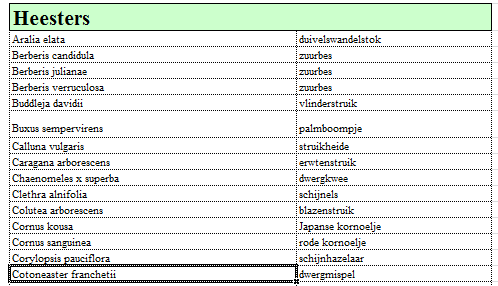 Heesters
Aralia elata duivelswandelstok
Berberis candidula zuurbes
Berberis julianae zuurbes
Berberis verruculosa zuurbes
Buddleja davidii vlinderstruik
Buxus sempervirens palmboompje
Calluna vulgaris struikheide
Caragana arborescens erwtenstruik
Chaenomeles x superba dwergkwee
Clethra alnifolia schijnels
Colutea arborescens blazenstruik
Cornus kousa Japanse kornoelje
Cornus sanguinea rode kornoelje
Corylopsis pauciflora schijnhazelaar
Cotoneaster franchetii dwergmispel